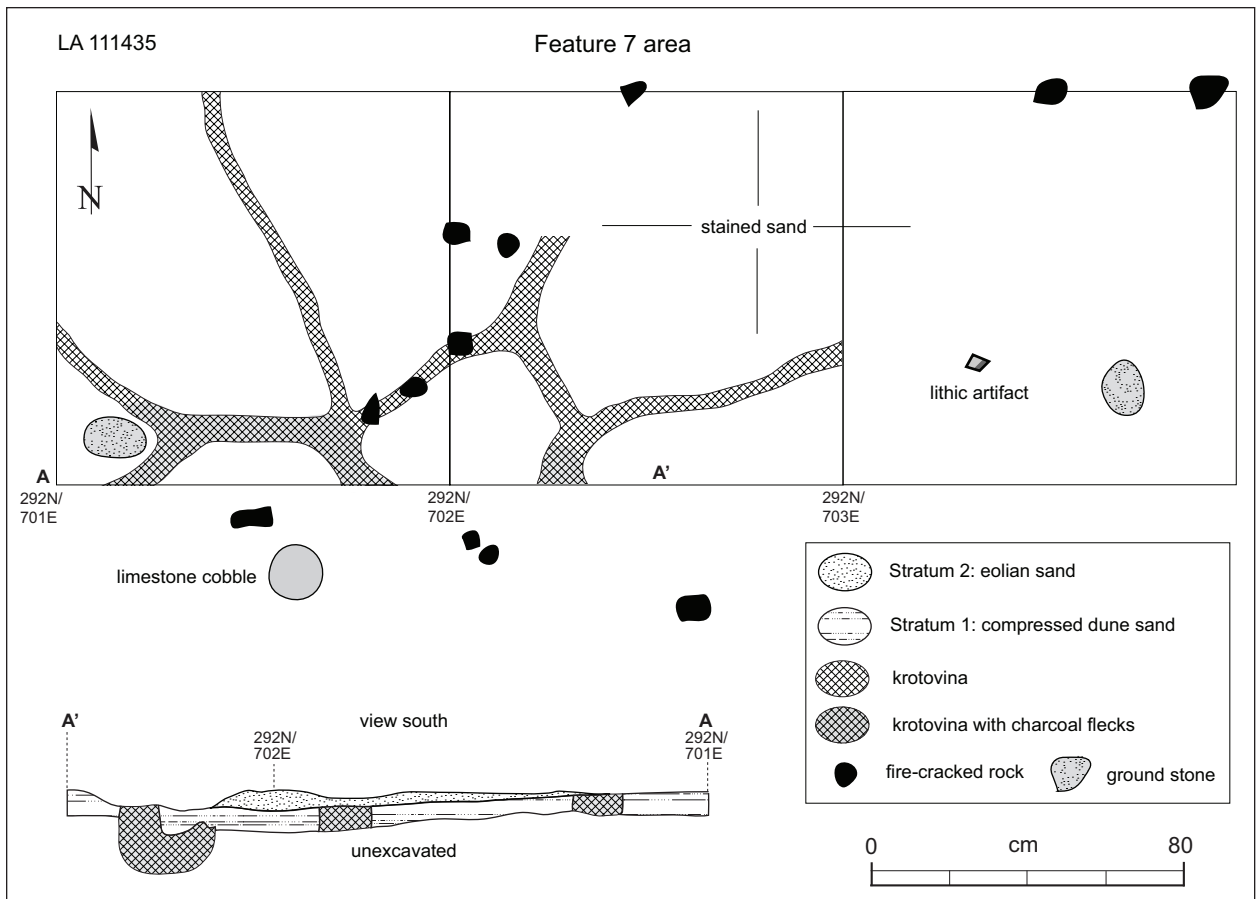 LA 111435
Feature 7 area
N
stained sand
lithic artifact
A
A'
292N/
701E
292N/
702E
292N/
703E
limestone cobble
Stratum 2: eolian sand
Stratum 1: compressed dune sand
krotovina
krotovina with charcoal flecks
fire-cracked rock
ground stone
A'
view south
A
292N/
702E
292N/
701E
unexcavated
0 cm 80